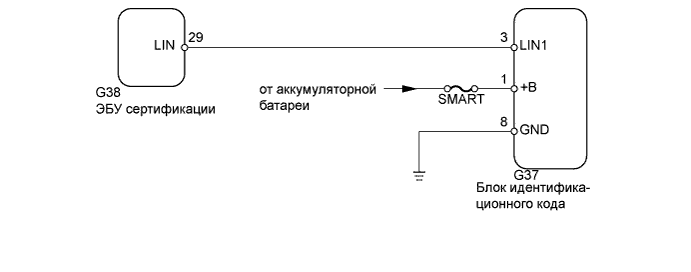 29
LIN
3
LIN1
G38
ЭБУ сертификации
от аккумуляторной
батареи
SMART
1
+B
8
GND
G37
Блок идентифика-
ционного кода